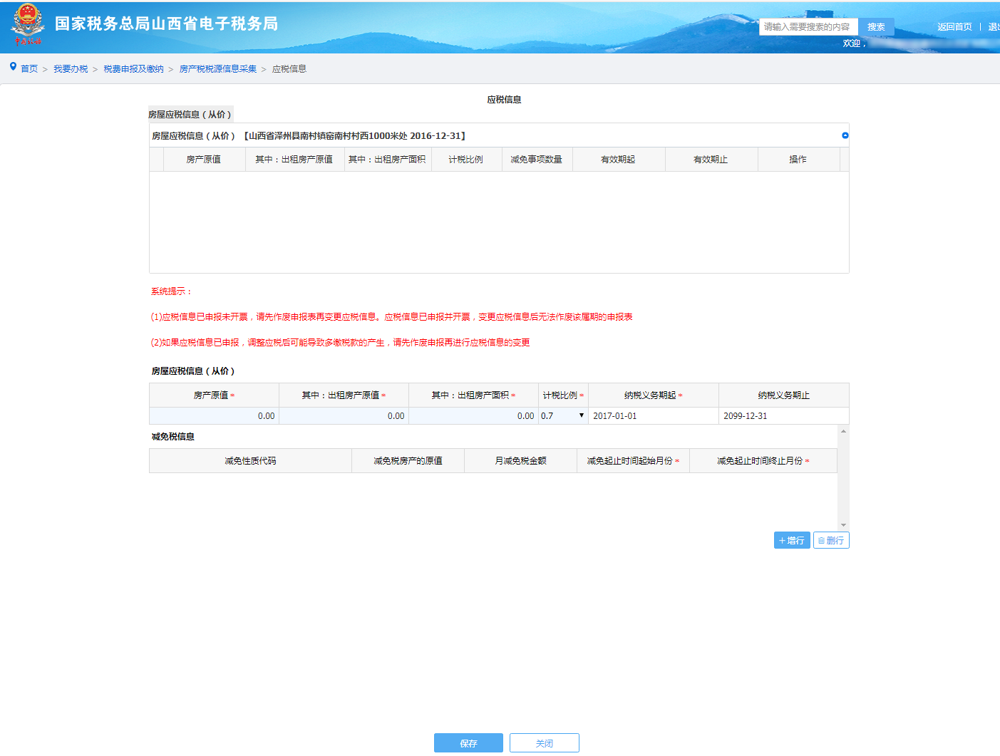 国家税务总局山西省电子税务局
请输入需要搜索的内容 搜索 返回首页 | 退出
欢迎，
首页 > 我要办税 > 税费申报及缴纳 > 房产税税源信息采集 > 应税信息
应税信息
房屋应税信息（从价）
房屋应税信息（从价） 【山西省泽州县南村镇窑南村村西1000米处 2016-12-31】
房产原值 其中：出租房产原值 其中：出租房产面积 计税比例 减免事项数量 有效期起 有效期止 操作
系统提示：
(1)应税信息已申报未开票，请先作废申报表再变更应税信息。应税信息已申报并开票，变更应税信息后无法作废该属期的申报表
(2)如果应税信息已申报，调整应税后可能导致多缴税款的产生，请先作废申报再进行应税信息的变更
房屋应税信息（从价）
房产原值* 其中：出租房产原值* 其中：出租房产面积* 计税比例* 纳税义务期起* 纳税义务期止
0.00 0.00 0.00 0.7 2017-01-01 2099-12-31
减免税信息
减免性质代码 减免税房产的原值 月减免税金额 减免起止时间起始月份* 减免起止时间终止月份*
+增行 删行
保存 关闭